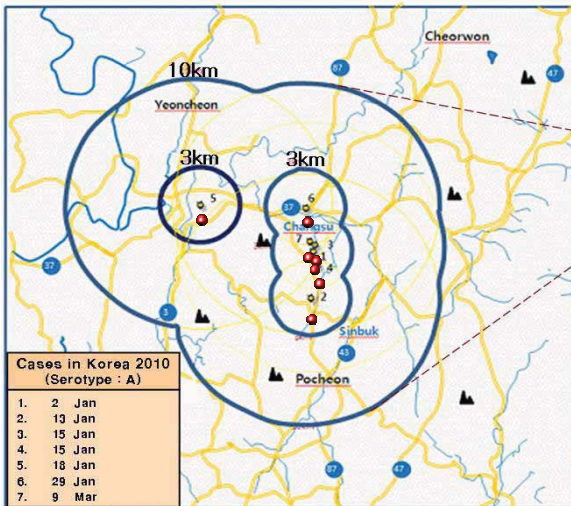 Cheorwon
10km
87
47
Yeoncheon
3km
3km
5
6
37
Changsu
7
3
1
4
37
2
3
Sinbuk
43
Pocheon
Cases in Korea 2010
(Serotype : A)
1. 2 Jan
2. 13 Jan
3. 15 Jan
4. 15 Jan
5. 18 Jan
6. 29 Jan
7. 9 Mar
87
47